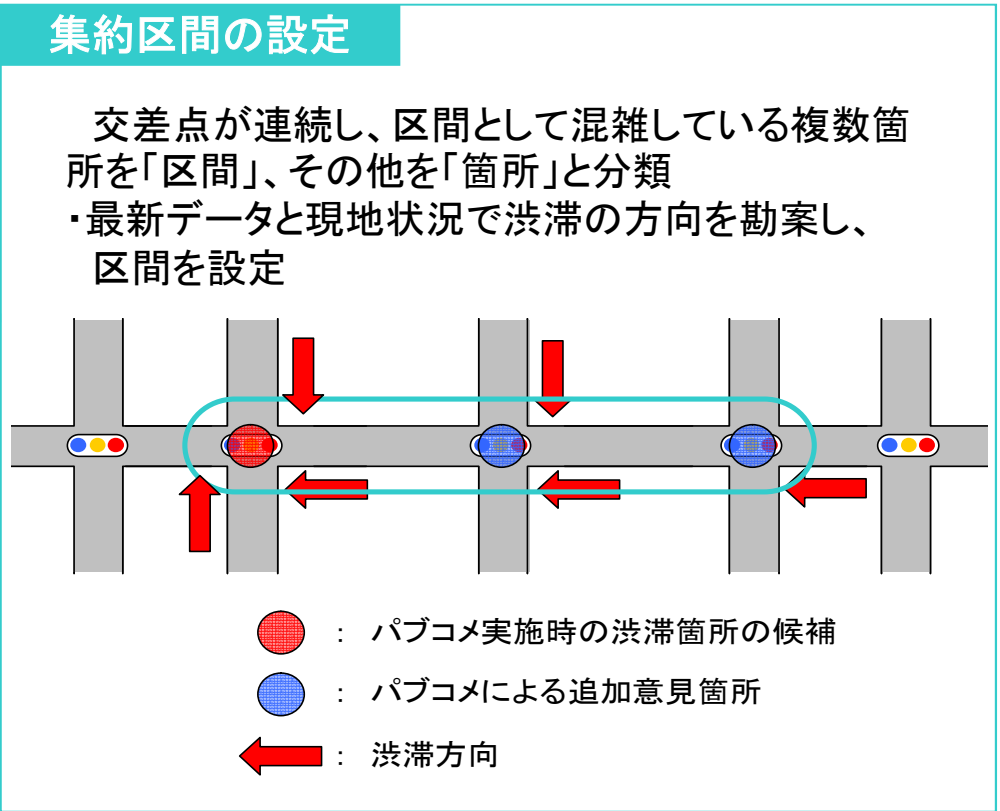 集約区間の設定
交差点が連続し、区間として混雑している複数箇
所を｢区間｣、その他を｢箇所｣と分類
・最新データと現地状況で渋滞の方向を勘案し、
区間を設定
： パブコメ実施時の渋滞箇所の候補
： パブコメによる追加意見箇所
： 渋滞方向